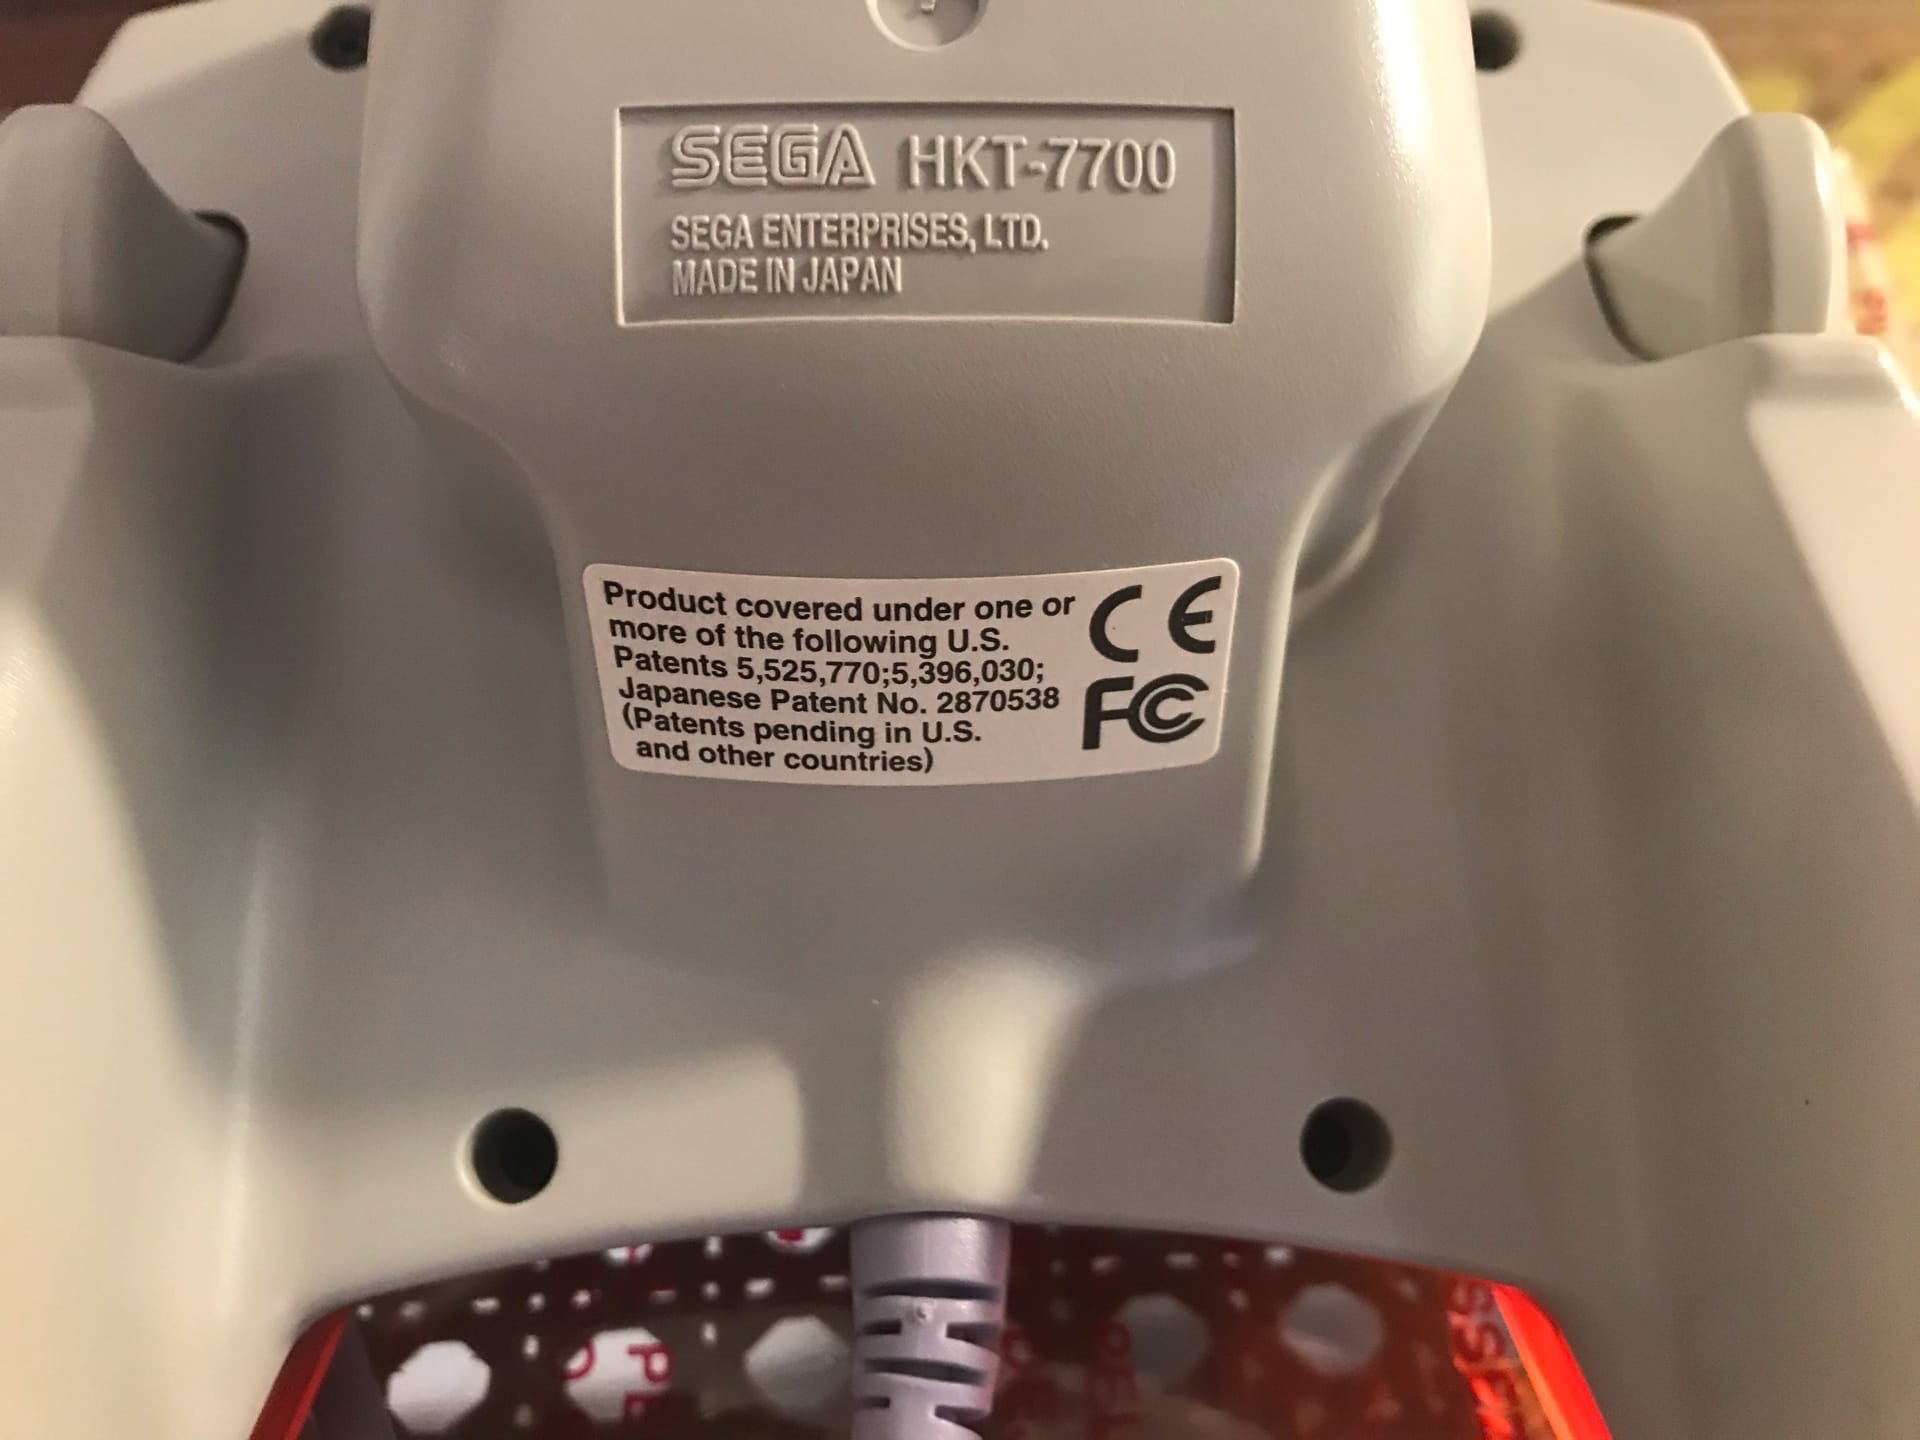 SEGA HKT-7700
SEGA ENTERPRISES, LTD.
MADE IN JAPAN
Product covered under one or
more of the following U.S.
Patents 5,525,770;5,396,030;
Japanese Patent No. 2870538
(Patents pending in U.S.
and other countries)
CE
FC